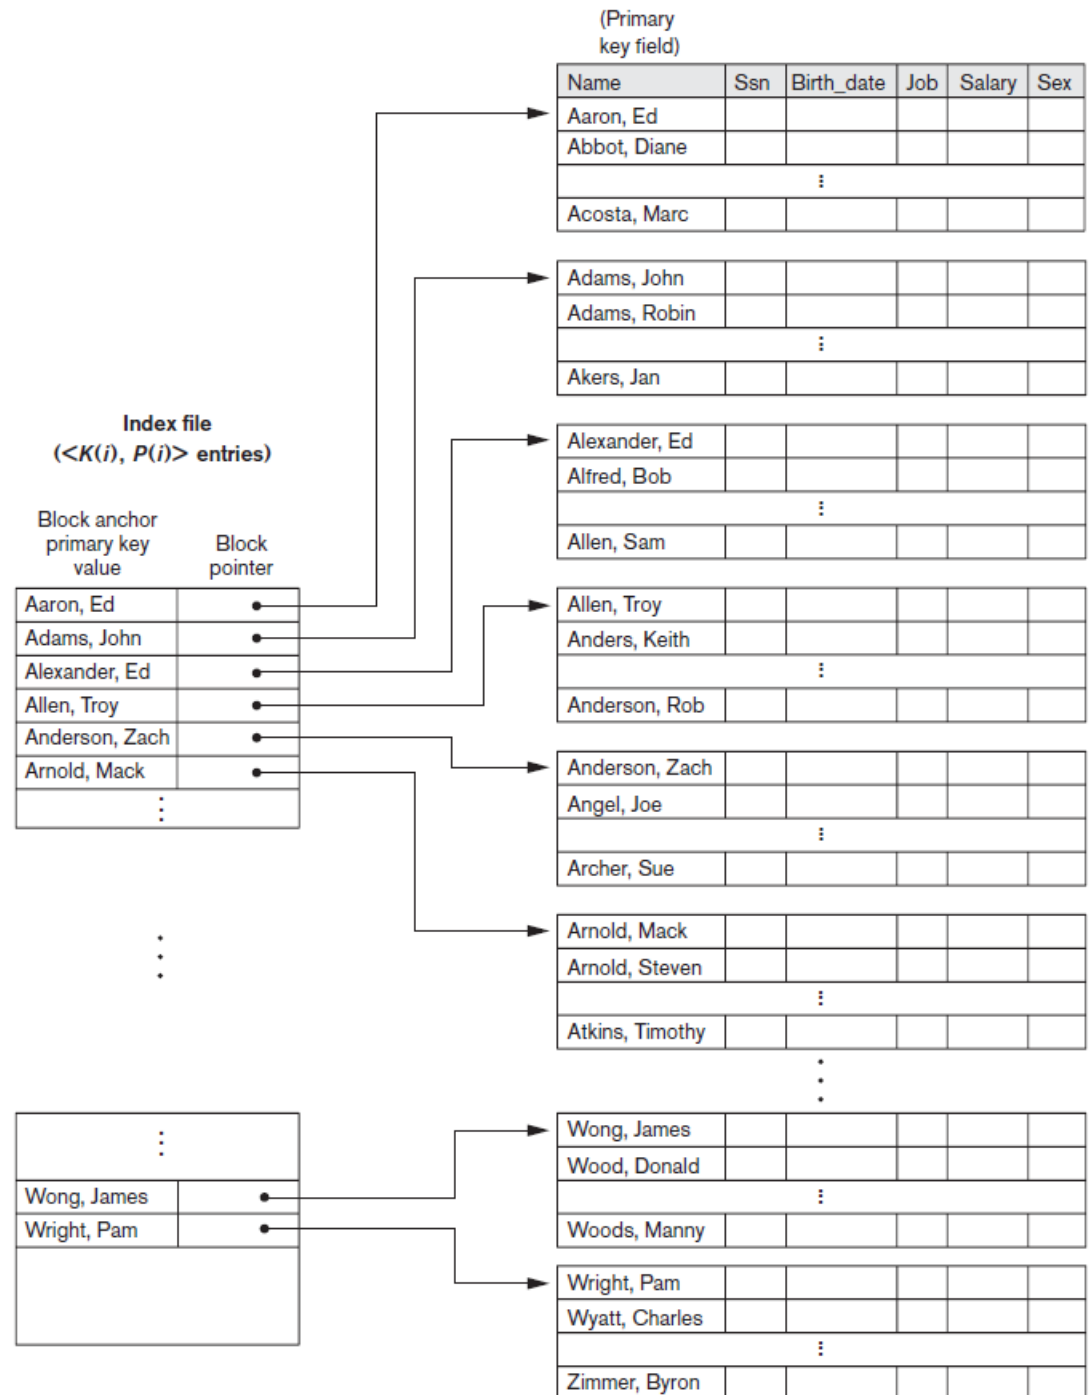 (Primary
key field)
Name Ssn Birth_date Job Salary Sex
Aaron, Ed
Abbot, Diane
Acosta, Marc
Adams, John
Adams, Robin
Akers, Jan
Alexander, Ed
Alfred, Bob
Allen, Sam
Allen, Troy
Anders, Keith
Anderson, Rob
Anderson, Zach
Angel, Joe
Archer, Sue
Arnold, Mack
Arnold, Steven
Atkins, Timothy
Wong, James
Wood, Donald
Woods, Manny
Wright, Pam
Wyatt, Charles
Zimmer, Byron
Index file
(<K(i), P(i)> entries)
Block anchor
primary key
value
Block
pointer
Aaron, Ed
Adams, John
Alexander, Ed
Allen, Troy
Anderson, Zach
Arnold, Mack
Wong, James
Wright, Pam